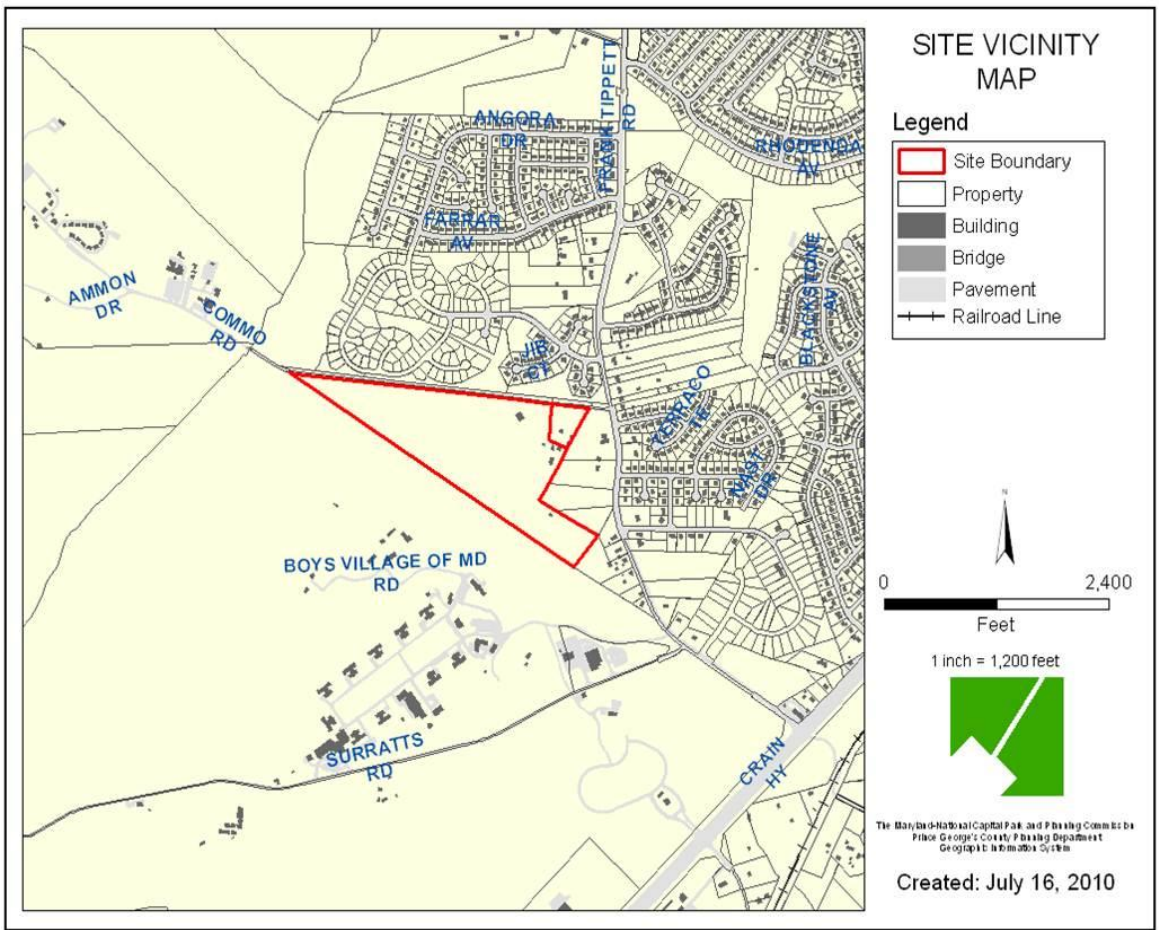 SITE VICINITY
MAP
Legend
Site Boundary
Property
Building
Bridge
Pavement
Railroad Line
FRANK TIPPETT
RD
ANGORA
DR
RHODENDA
AV
FARRAR
AV
BLACKSTONE
AV
AMMON
DR
COMMO
RD
JIB
CT
TERRACO
TE
NAST
DR
BOYS VILLAGE OF MD
RD
SURRATTS
RD
CRAIN
HY
N
0 2,400
Feet
1 inch = 1,200 feet
The Maryland-National Capital Park and Planning Commission
Prince George's County Planning Department
Geographic Information System
Created: July 16, 2010